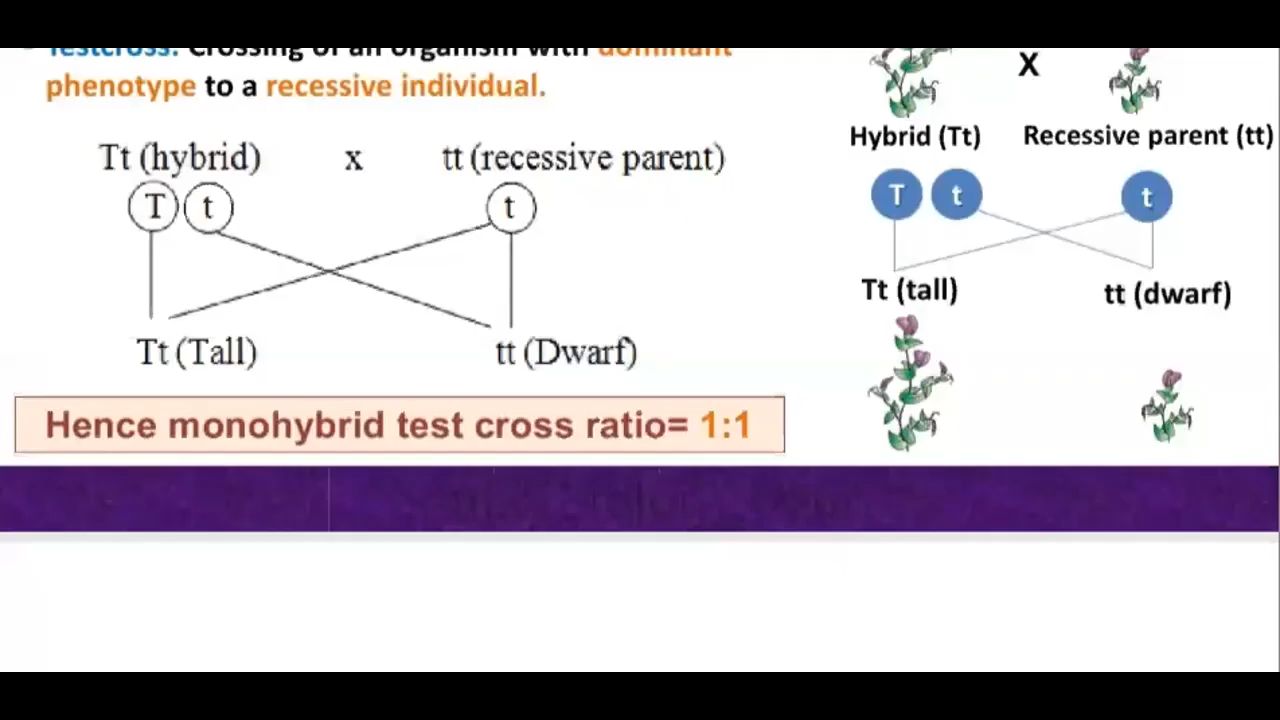 Testcross: Crossing of an organism with dominant
phenotype to a recessive individual.
Tt (hybrid) x tt (recessive parent)
T t t
Tt (Tall) tt (Dwarf)
Hence monohybrid test cross ratio= 1:1
X
Hybrid (Tt) Recessive parent (tt)
T t t
Tt (tall) tt (dwarf)